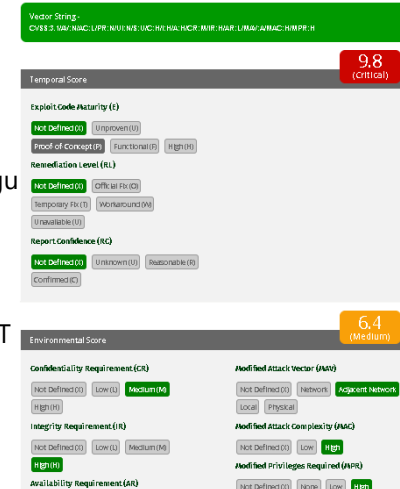 Vector String -
CVSS:3.1/AV:N/AC:L/PR:N/UI:N/S:U/C:H/I:H/A:H/CR:M/IR:H/AR:L/MAV:A/MAC:H/MPR:H
9.8
(Critical)
Temporal Score
Exploit Code Maturity (E)
Not Defined (X) Unproven (U)
Proof-of-Concept (P) Functional (F) High (H)
Remediation Level (RL)
gu
Not Defined (X) Official Fix (O)
Temporary Fix (T) Workaround (W)
Unavailable (U)
Report Confidence (RC)
Not Defined (X) Unknown (U) Reasonable (R)
Confirmed (C)
6.4
(Medium)
T
Environmental Score
Confidentiality Requirement (CR)
Not Defined (X) Low (L) Medium (M)
High (H)
Integrity Requirement (IR)
Not Defined (X) Low (L) Medium (M)
High (H)
Availability Requirement (AR)
Modified Attack Vector (MAV)
Not Defined (X) Network Adjacent Network
Local Physical
Modified Attack Complexity (MAC)
Not Defined (X) Low High
Modified Privileges Required (MPR)
Not Defined (X) None Low High